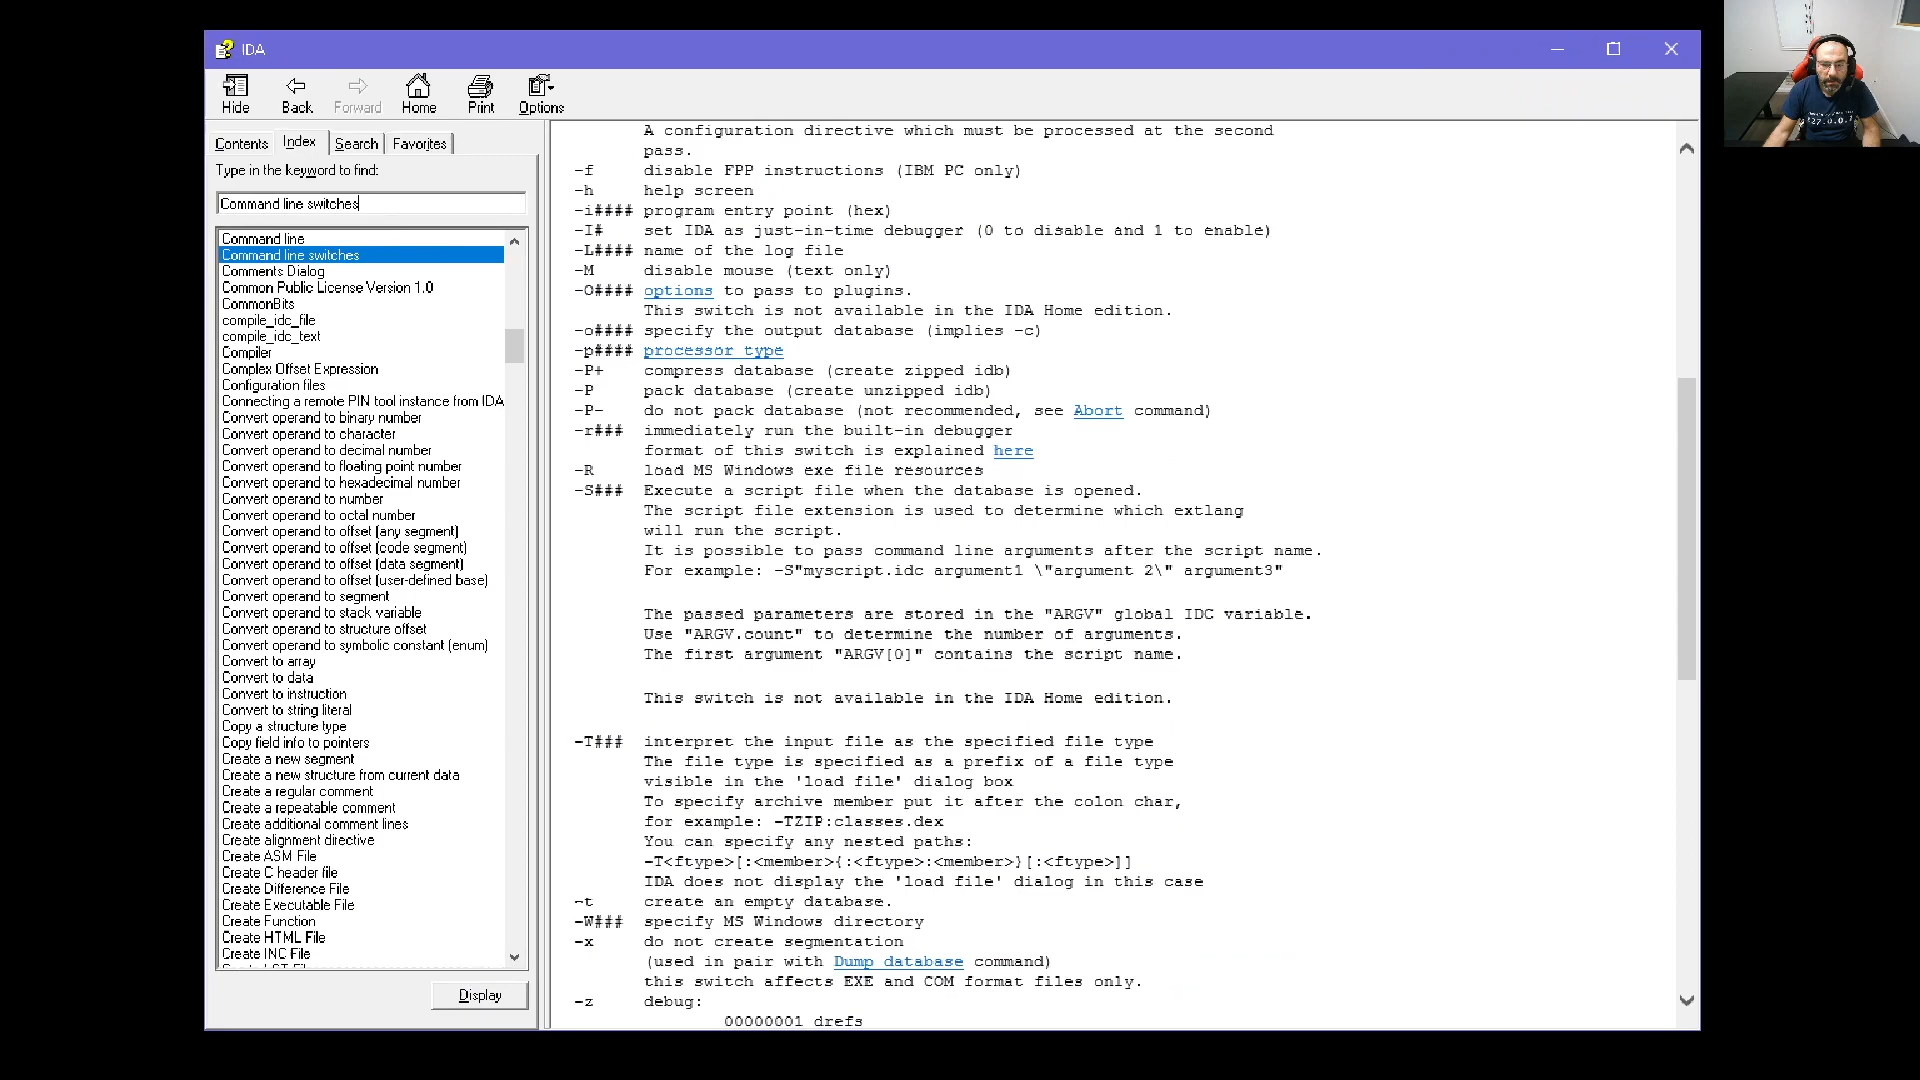 IDA
Hide
Back
Forward
Home
Print
Options
Contents
Index
Search
Favorites
Type in the keyword to find:
Command line switches
Command line
Command line switches
Comments Dialog
Common Public License Version 1.0
CommonBits
compile_idc_file
compile_idc_text
Compiler
Complex Offset Expression
Configuration files
Connecting a remote PIN tool instance from IDA
Convert operand to binary number
Convert operand to character
Convert operand to decimal number
Convert operand to floating point number
Convert operand to hexadecimal number
Convert operand to number
Convert operand to octal number
Convert operand to offset (any segment)
Convert operand to offset (code segment)
Convert operand to offset (data segment)
Convert operand to offset (user-defined base)
Convert operand to segment
Convert operand to stack variable
Convert operand to structure offset
Convert operand to symbolic constant (enum)
Convert to array
Convert to data
Convert to instruction
Convert to string literal
Copy a structure type
Copy field info to pointers
Create a new segment
Create a new structure from current data
Create a regular comment
Create a repeatable comment
Create additional comment lines
Create alignment directive
Create ASM File
Create C header file
Create Difference File
Create Executable File
Create Function
Create HTML File
Create INC File
Display
A configuration directive which must be processed at the second
pass.
-f disable FPP instructions (IBM PC only)
-h help screen
-i#### program entry point (hex)
-I# set IDA as just-in-time debugger (0 to disable and 1 to enable)
-L#### name of the log file
-M disable mouse (text only)
-O#### options to pass to plugins.
This switch is not available in the IDA Home edition.
-o#### specify the output database (implies -c)
-p#### processor type
-P+ compress database (create zipped idb)
-P pack database (create unzipped idb)
-P- do not pack database (not recommended, see Abort command)
-r### immediately run the built-in debugger
format of this switch is explained here
-R load MS Windows exe file resources
-S### Execute a script file when the database is opened.
The script file extension is used to determine which extlang
will run the script.
It is possible to pass command line arguments after the script name.
For example: -S"myscript.idc argument1 \"argument 2\" argument3"
The passed parameters are stored in the "ARGV" global IDC variable.
Use "ARGV.count" to determine the number of arguments.
The first argument "ARGV[0]" contains the script name.
This switch is not available in the IDA Home edition.
-T### interpret the input file as the specified file type
The file type is specified as a prefix of a file type
visible in the 'load file' dialog box
To specify archive member put it after the colon char,
for example: -TZIP:classes.dex
You can specify any nested paths:
-T<ftype>[:<member>{:<ftype>:<member>}[:<ftype>]]
IDA does not display the 'load file' dialog in this case
-t create an empty database.
-W### specify MS Windows directory
-x do not create segmentation
(used in pair with Dump database command)
this switch affects EXE and COM format files only.
-z debug:
00000001 drefs